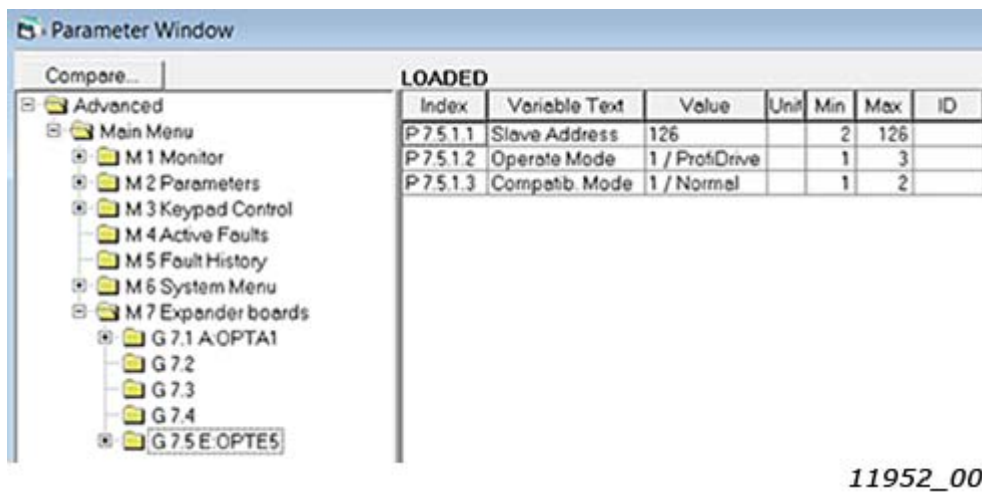 Parameter Window
Compare...
Advanced
Main Menu
M 1 Monitor
M 2 Parameters
M 3 Keypad Control
M 4 Active Faults
M 5 Fault History
M 6 System Menu
M 7 Expander boards
G 7.1 A:OPTA1
G 7.2
G 7.3
G 7.4
G 7.5 E:OPTE5
LOADED
Index Variable Text Value Unit Min Max ID
P 7.5.1.1 Slave Address 126 2 126
P 7.5.1.2 Operate Mode 1 / ProfiDrive 1 3
P 7.5.1.3 Compatib. Mode 1 / Normal 1 2
11952_00